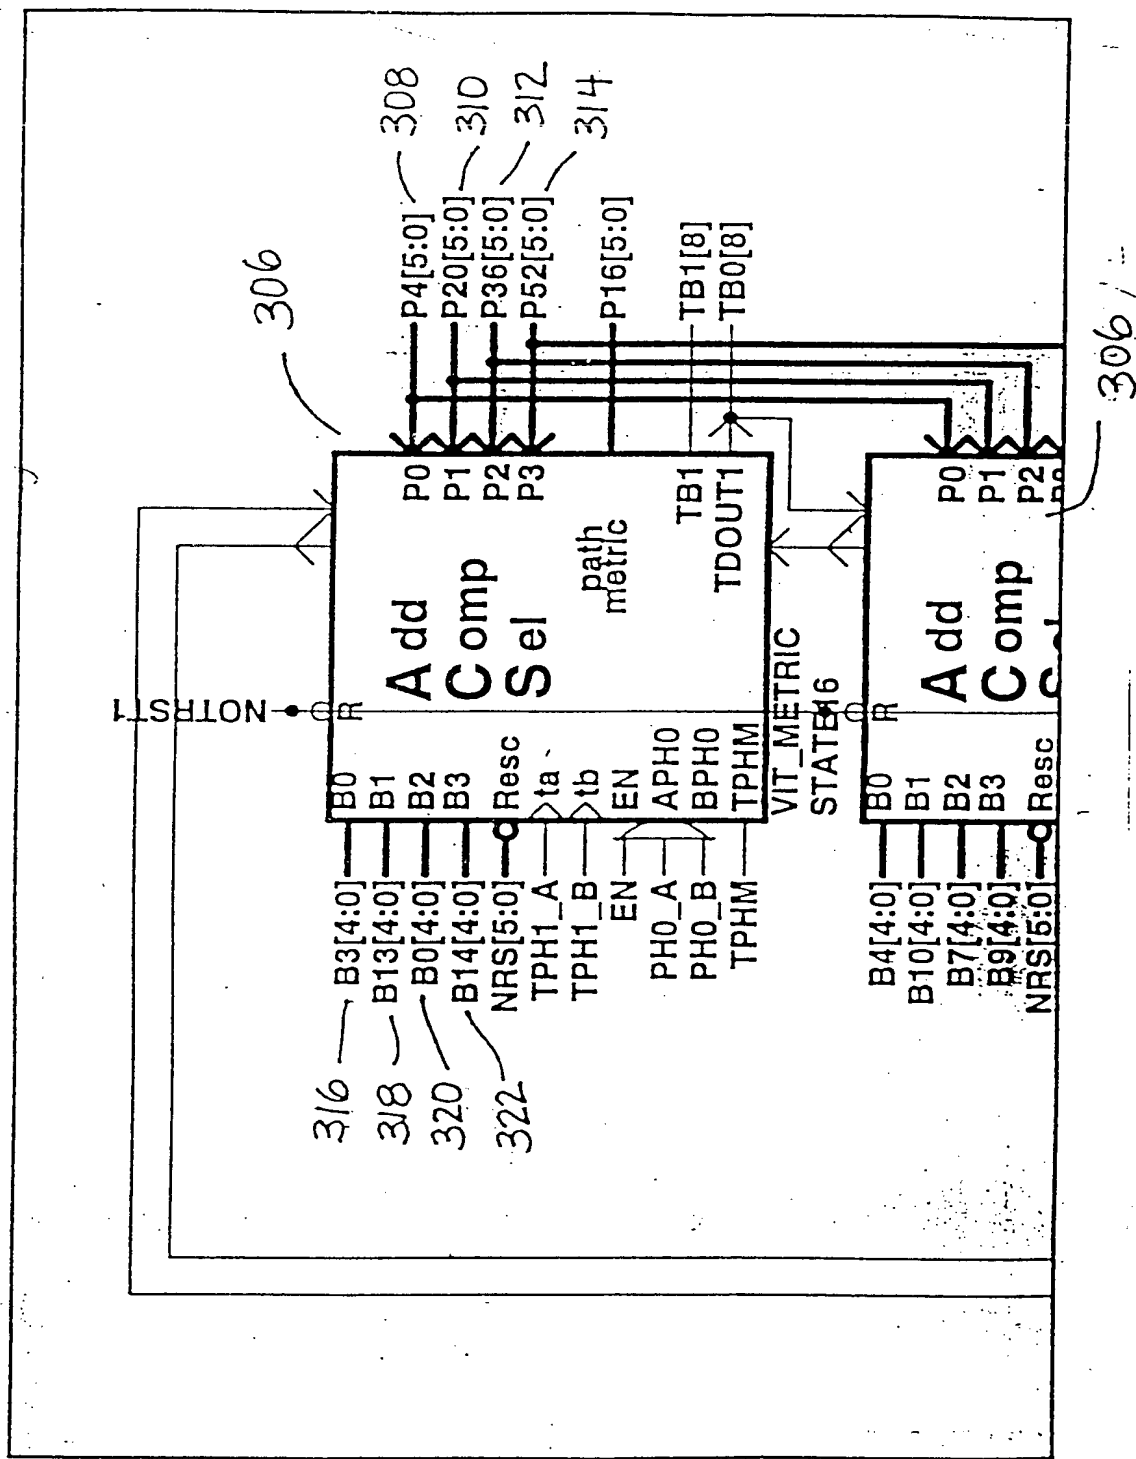 306
P4[5:0] 308
P20[5:0] 310
P36[5:0] 312
P52[5:0] 314
P16[5:0]
TB1[8]
TB0[8]
P0
P1
P2
P3
path
metric
TB1
TDOUT1
Add
Comp
Sel
NOTRST1
R
B0
B1
B2
B3
Resc
ta
tb
EN
APH0
BPH0
TPHM
VIT_METRIC
316 B3[4:0]
318 B13[4:0]
320 B0[4:0]
322 B14[4:0]
NRS[5:0]
TPH1_A
TPH1_B
EN
PH0_A
PH0_B
TPHM
306
P0
P1
P2
Add
Comp
R
B0
B1
B2
B3
Resc
B4[4:0]
B10[4:0]
B7[4:0]
B9[4:0]
NRS[5:0]